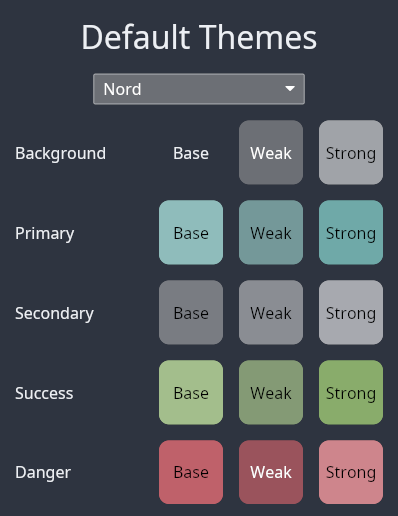 Default Themes
Nord
Background Base Weak Strong
Primary Base Weak Strong
Secondary Base Weak Strong
Success Base Weak Strong
Danger Base Weak Strong